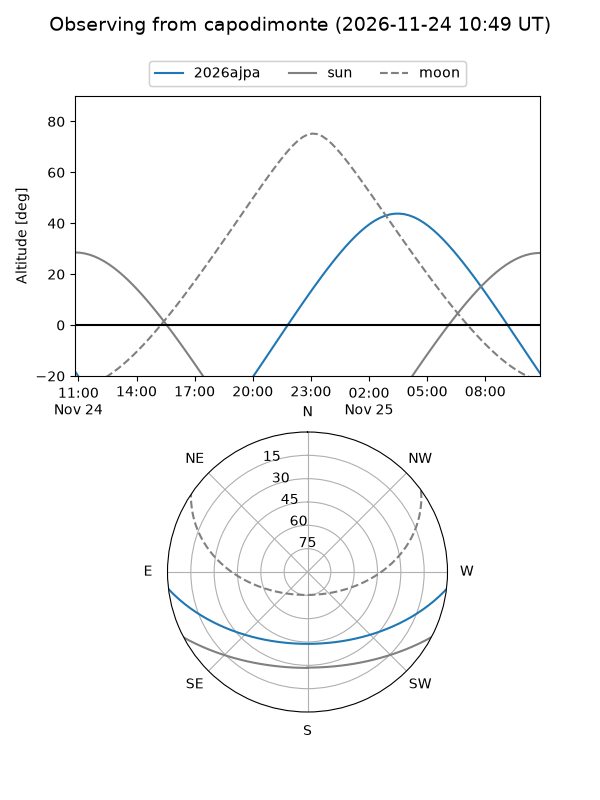 Observing from capodimonte (2026-11-24 10:49 UT)
2026ajpa sun moon
Altitude [deg]
80
60
40
20
0
−20
11:00 14:00 17:00 20:00 23:00 02:00 05:00 08:00
Nov 24 Nov 25
N
NE NW
15
30
45
60
75
E W
SE SW
S